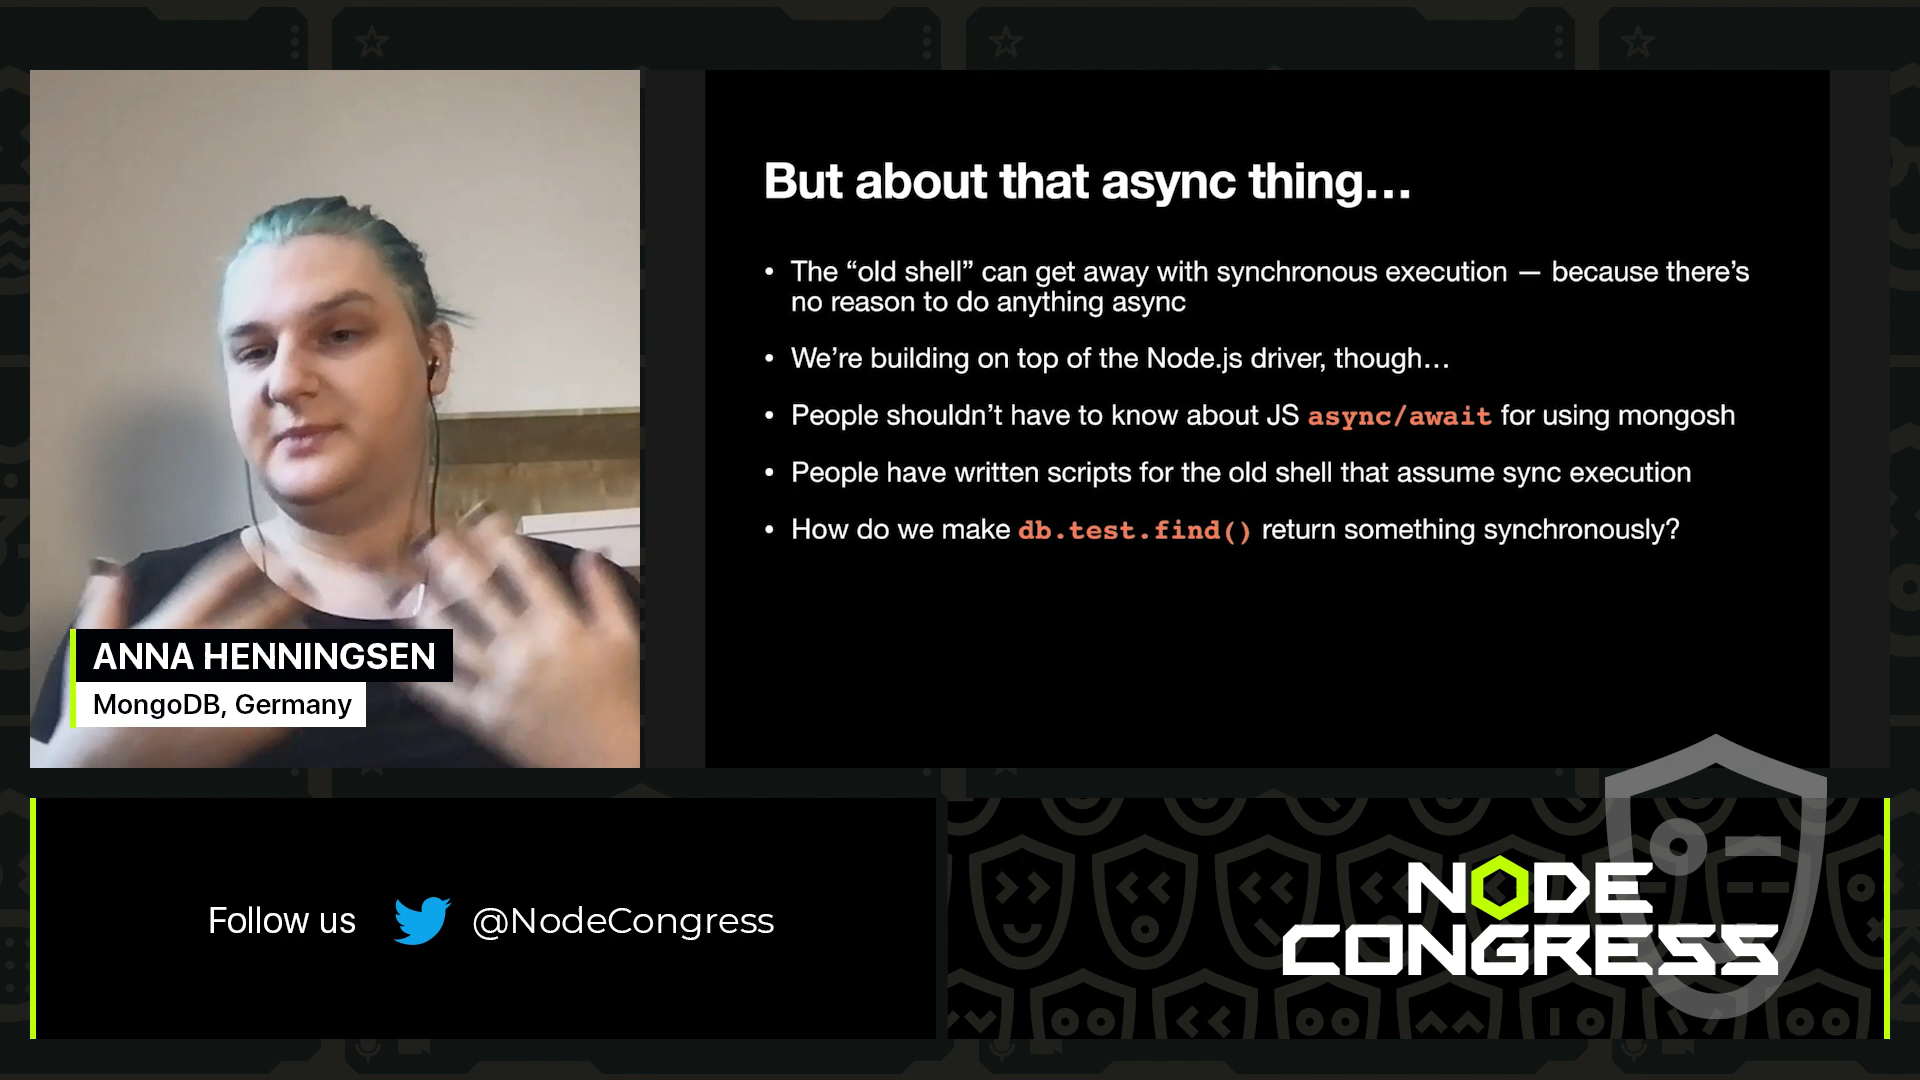 But about that async thing…
• The “old shell” can get away with synchronous execution — because there’s
no reason to do anything async
• We’re building on top of the Node.js driver, though…
• People shouldn’t have to know about JS async/await for using mongosh
• People have written scripts for the old shell that assume sync execution
• How do we make db.test.find() return something synchronously?
ANNA HENNINGSEN
MongoDB, Germany
Follow us @NodeCongress
NODE
CONGRESS